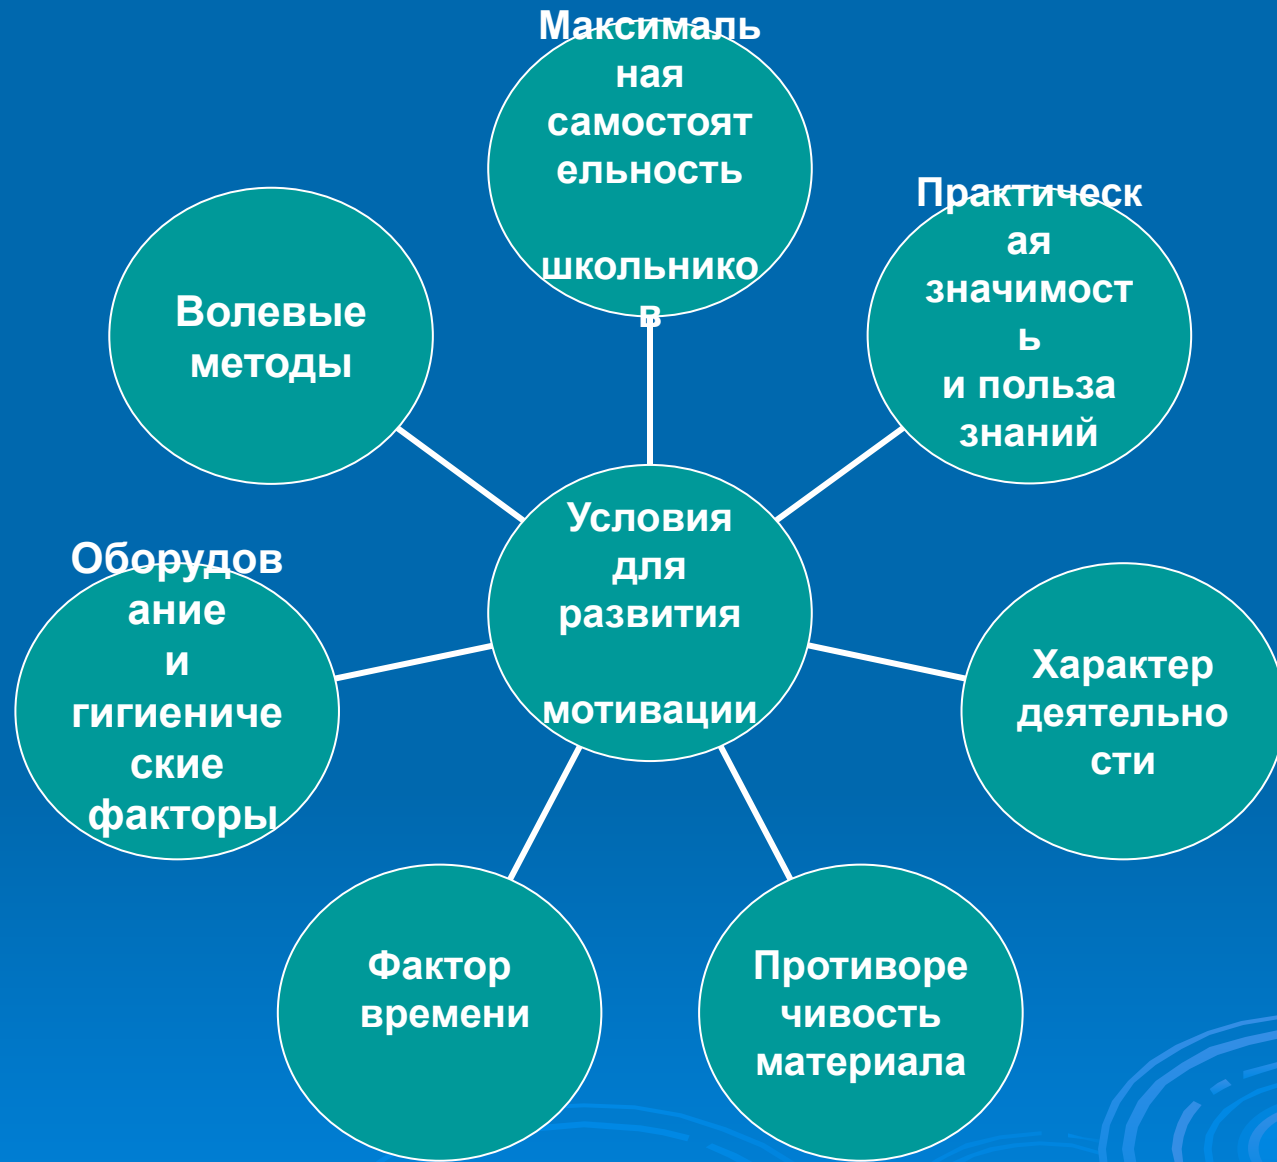 Максималь
ная
самостоят
ельность
школьнико
в
Практическ
ая
значимост
ь
и польза
знаний
Волевые
методы
Условия
для
развития
мотивации
Оборудов
ание
и
гигиениче
ские
факторы
Характер
деятельно
сти
Фактор
времени
Противоре
чивость
материала